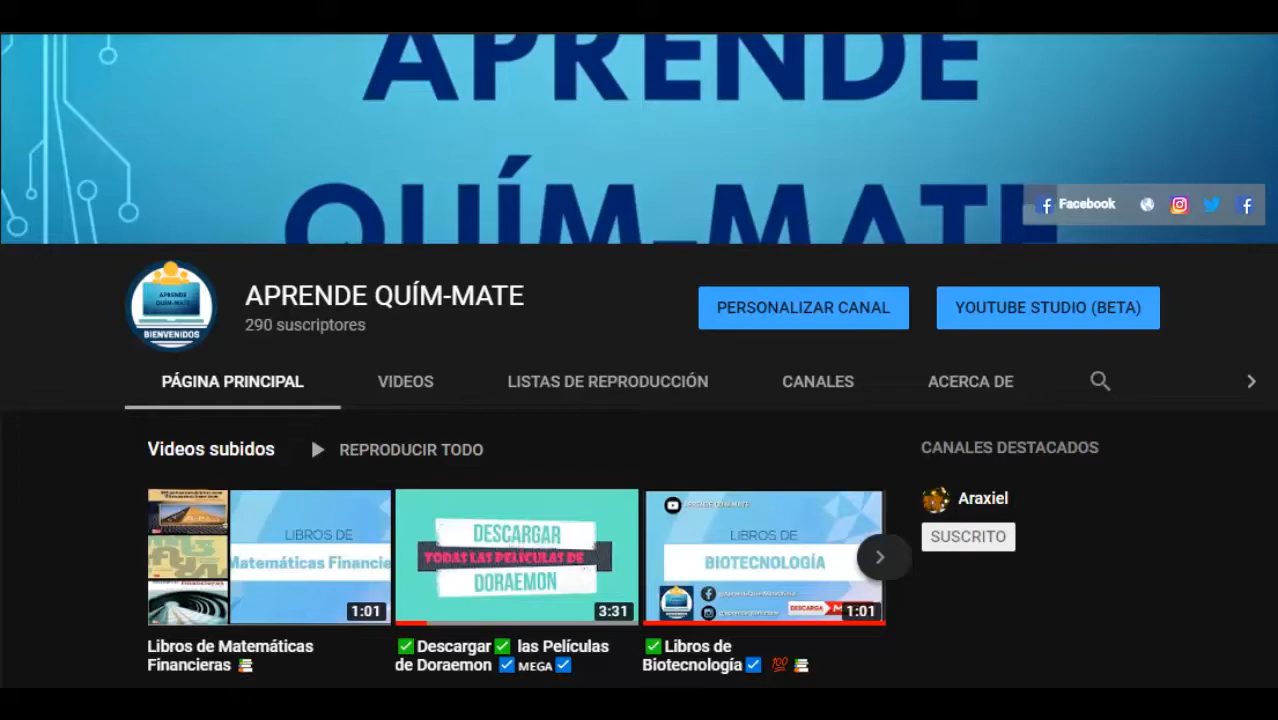 APRENDE
QUÍM-MATE
Facebook
APRENDE
QUÍM-MATE
BIENVENIDOS
APRENDE QUÍM-MATE
290 suscriptores
PERSONALIZAR CANAL
YOUTUBE STUDIO (BETA)
PÁGINA PRINCIPAL
VIDEOS
LISTAS DE REPRODUCCIÓN
CANALES
ACERCA DE
Videos subidos
REPRODUCIR TODO
CANALES DESTACADOS
Araxiel
SUSCRITO
LIBROS DE
Matemáticas Financie
1:01
DESCARGAR
TODAS LAS PELÍCULAS DE
DORAEMON
3:31
APRENDE QUÍM-MATE
LIBROS DE
BIOTECNOLOGÍA
DESCARGA
1:01
Libros de Matemáticas
Financieras
Descargar las Películas
de Doraemon MEGA
Libros de
Biotecnología 💯